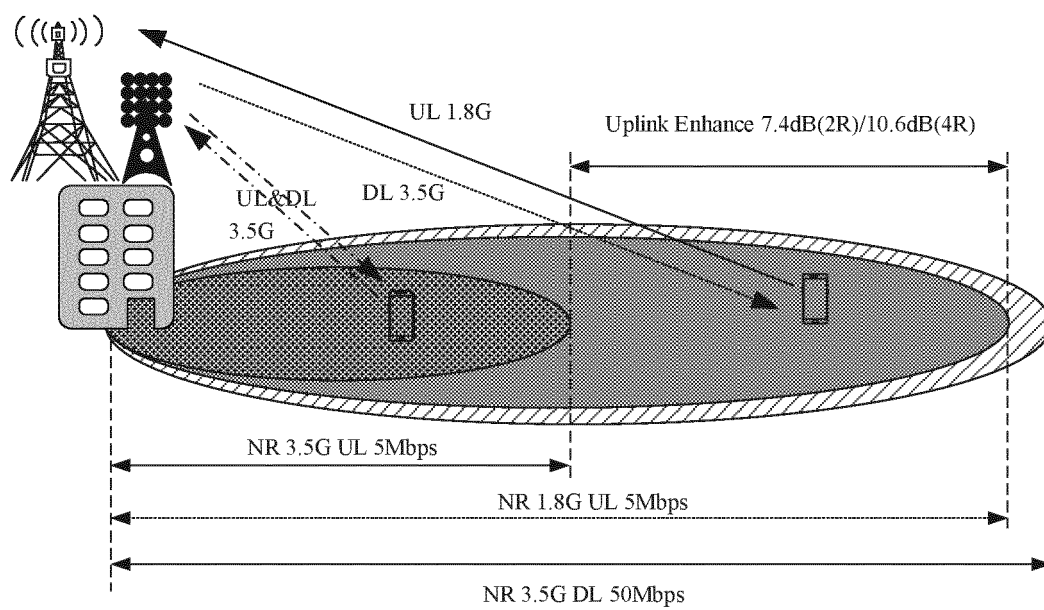 UL 1.8G
Uplink Enhance 7.4dB(2R)/10.6dB(4R)
UL&DL
3.5G
DL 3.5G
NR 3.5G UL 5Mbps
NR 1.8G UL 5Mbps
NR 3.5G DL 50Mbps